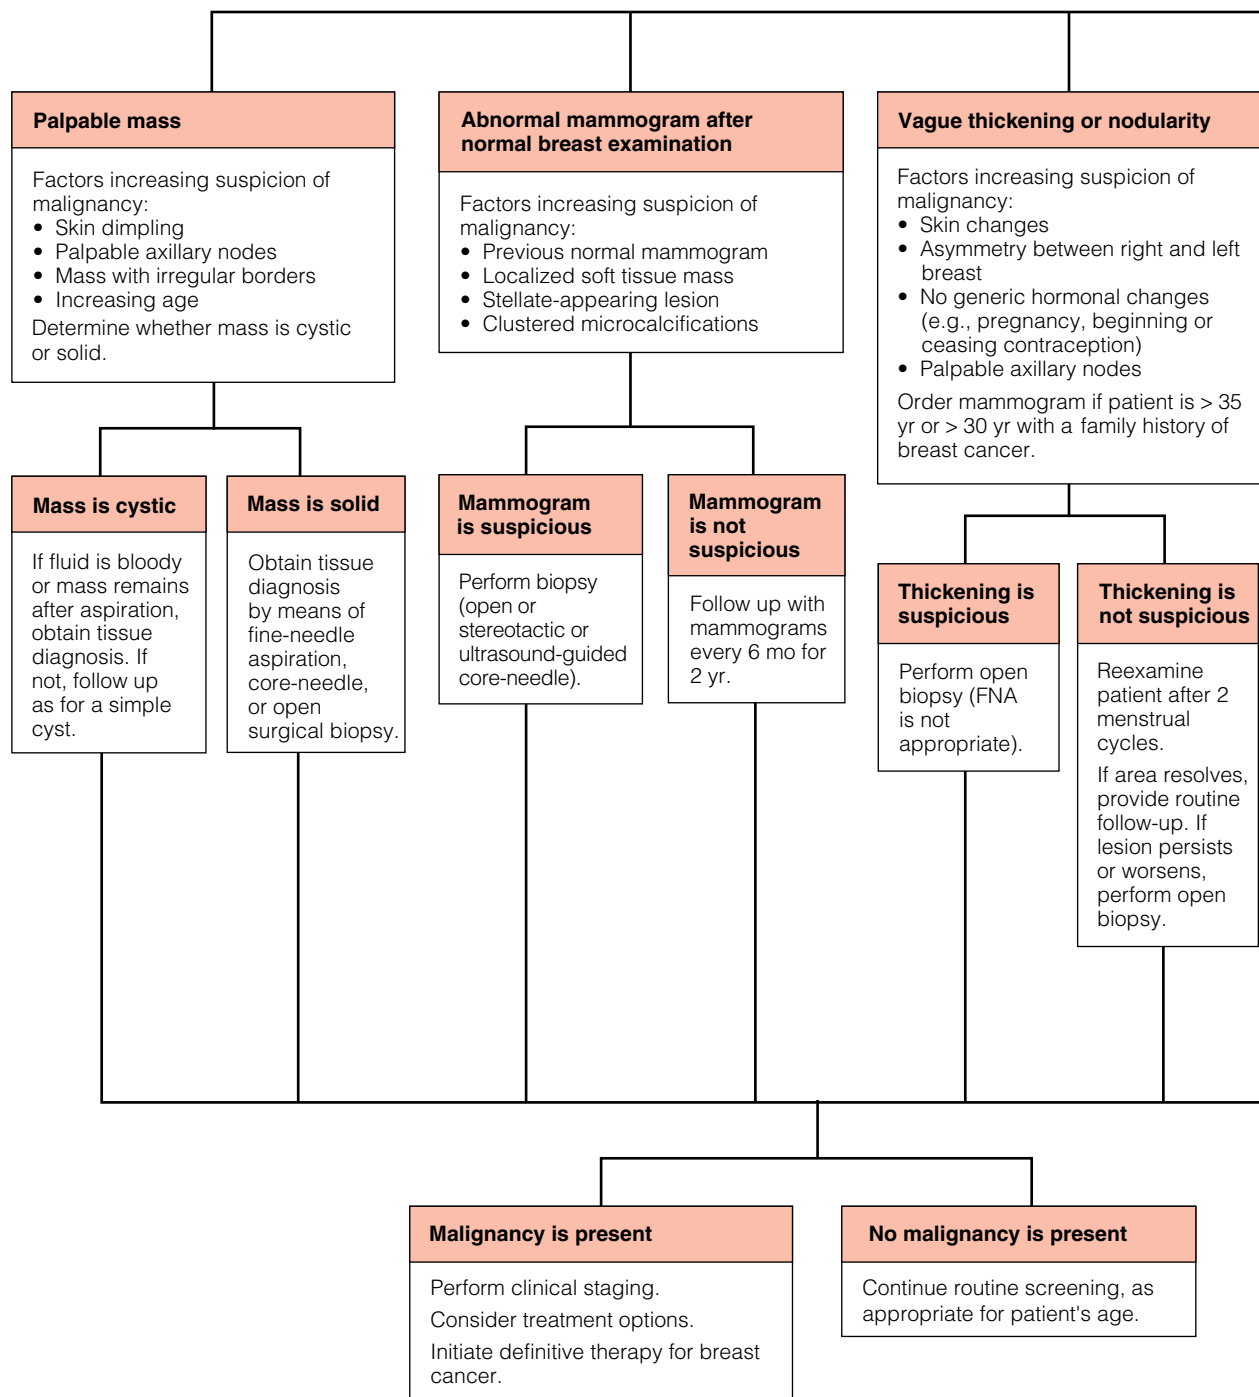 Palpable mass
Factors increasing suspicion of
malignancy:
• Skin dimpling
• Palpable axillary nodes
• Mass with irregular borders
• Increasing age
Determine whether mass is cystic
or solid.
Abnormal mammogram after
normal breast examination
Factors increasing suspicion of
malignancy:
• Previous normal mammogram
• Localized soft tissue mass
• Stellate-appearing lesion
• Clustered microcalcifications
Vague thickening or nodularity
Factors increasing suspicion of
malignancy:
• Skin changes
• Asymmetry between right and left
breast
• No generic hormonal changes
(e.g., pregnancy, beginning or
ceasing contraception)
• Palpable axillary nodes
Order mammogram if patient is > 35
yr or > 30 yr with a family history of
breast cancer.
Mass is cystic
If fluid is bloody
or mass remains
after aspiration,
obtain tissue
diagnosis. If
not, follow up
as for a simple
cyst.
Mass is solid
Obtain tissue
diagnosis
by means of
fine-needle
aspiration,
core-needle,
or open
surgical biopsy.
Mammogram
is suspicious
Perform biopsy
(open or
stereotactic or
ultrasound-guided
core-needle).
Mammogram
is not
suspicious
Follow up with
mammograms
every 6 mo for
2 yr.
Thickening is
suspicious
Perform open
biopsy (FNA
is not
appropriate).
Thickening is
not suspicious
Reexamine
patient after 2
menstrual
cycles.
If area resolves,
provide routine
follow-up. If
lesion persists
or worsens,
perform open
biopsy.
Malignancy is present
Perform clinical staging.
Consider treatment options.
Initiate definitive therapy for breast
cancer.
No malignancy is present
Continue routine screening, as
appropriate for patient's age.